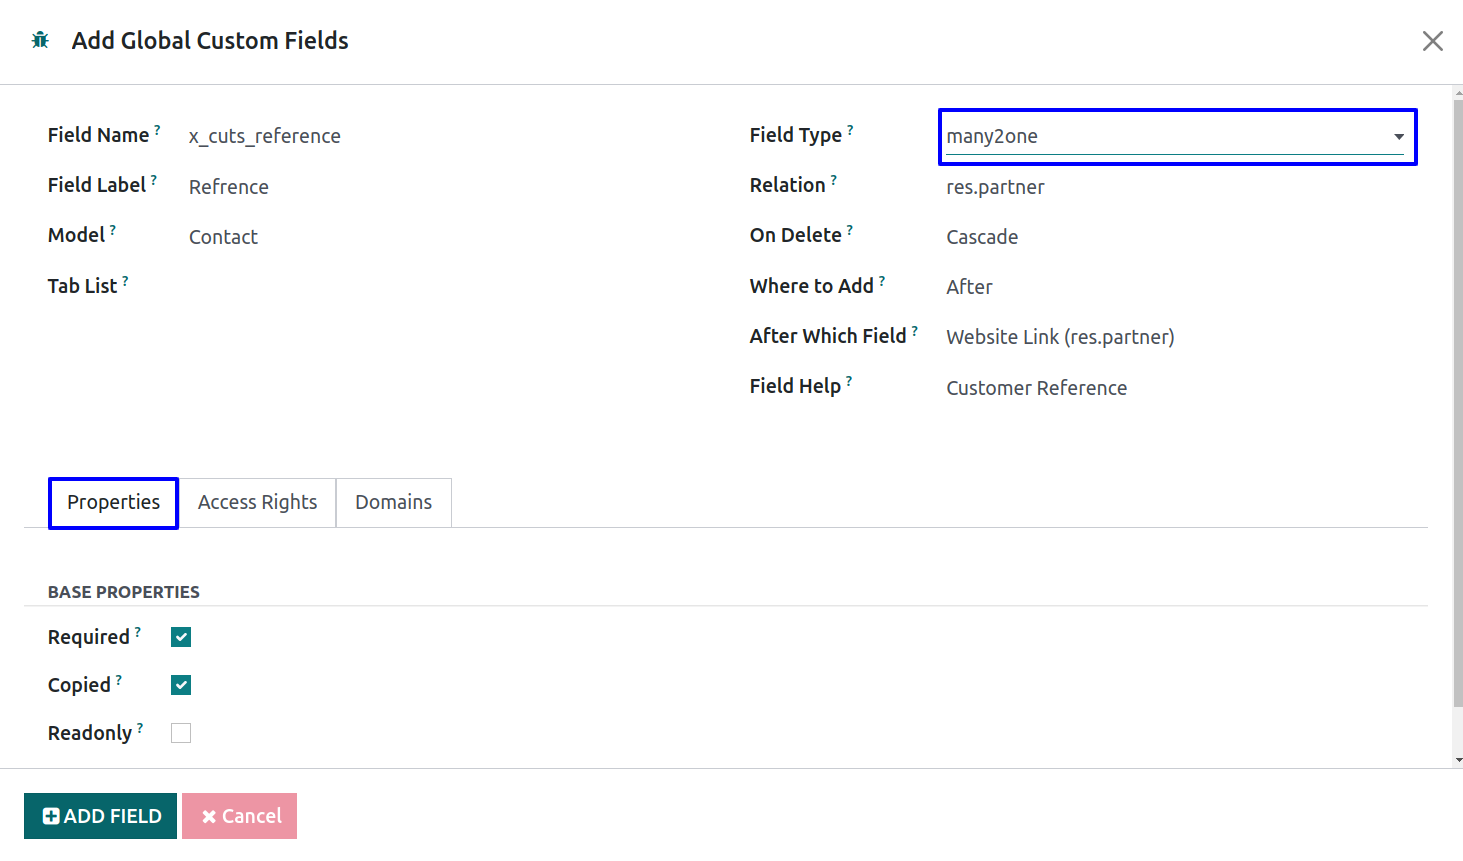 Add Global Custom Fields
Field Name ? x_cuts_reference
Field Type ? many2one
Field Label ? Refrence
Relation ? res.partner
Model ? Contact
On Delete ? Cascade
Tab List ?
Where to Add ? After
After Which Field ? Website Link (res.partner)
Field Help ? Customer Reference
Properties Access Rights Domains
BASE PROPERTIES
Required ?
Copied ?
Readonly ?
ADD FIELD Cancel